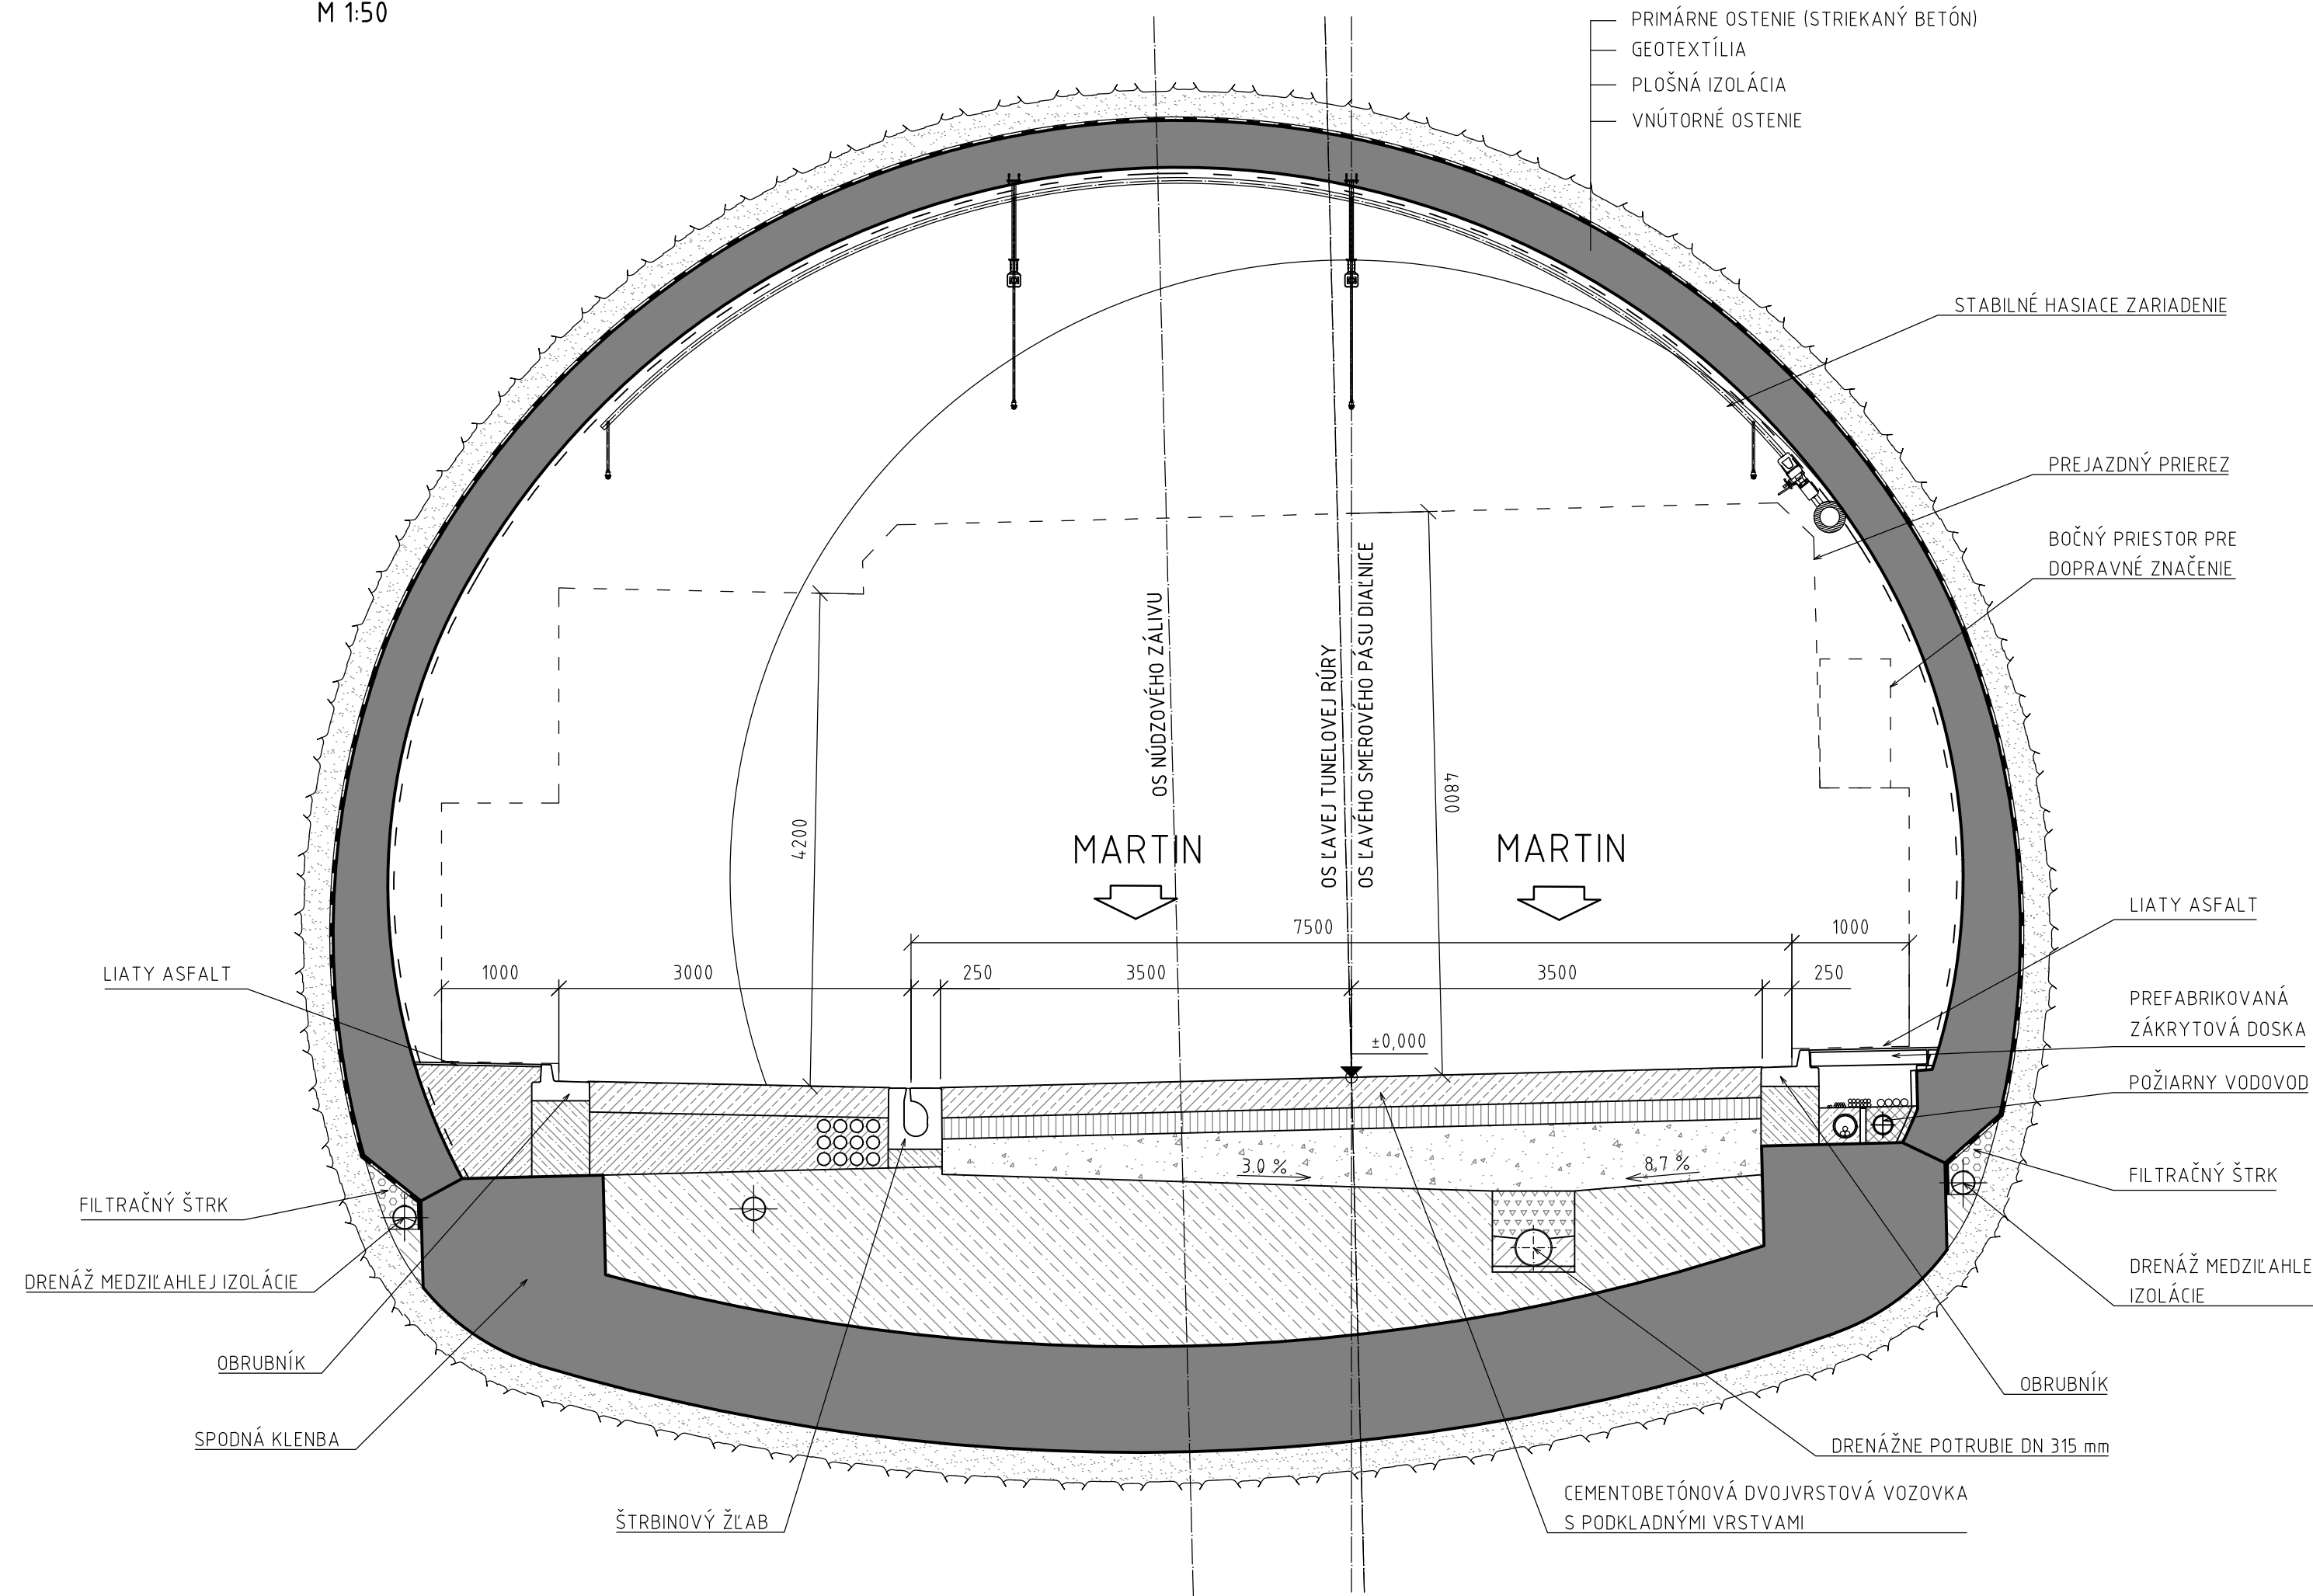 M 1:50
PRIMÁRNE OSTENIE (STRIEKANÝ BETÓN)
GEOTEXTÍLIA
PLOŠNÁ IZOLÁCIA
VNÚTORNÉ OSTENIE
STABILNÉ HASIACE ZARIADENIE
PREJAZDNÝ PRIEREZ
BOČNÝ PRIESTOR PRE
DOPRAVNÉ ZNAČENIE
OS NÚDZOVÉHO ZÁLIVU
OS ĽAVEJ TUNELOVEJ RÚRY
OS ĽAVÉHO SMEROVÉHO PÁSU DIAĽNICE
4200
4800
MARTIN
MARTIN
LIATY ASFALT
7500
1000
LIATY ASFALT
1000
3000
250
3500
3500
250
PREFABRIKOVANÁ
ZÁKRYTOVÁ DOSKA
±0,000
POŽIARNY VODOVOD
3.0 %
8,7 %
FILTRAČNÝ ŠTRK
FILTRAČNÝ ŠTRK
DRENÁŽ MEDZIĽAHLEJ IZOLÁCIE
DRENÁŽ MEDZIĽAHLE
IZOLÁCIE
OBRUBNÍK
OBRUBNÍK
SPODNÁ KLENBA
DRENÁŽNE POTRUBIE DN 315 mm
ŠTRBINOVÝ ŽĽAB
CEMENTOBETÓNOVÁ DVOJVRSTOVÁ VOZOVKA
S PODKLADNÝMI VRSTVAMI